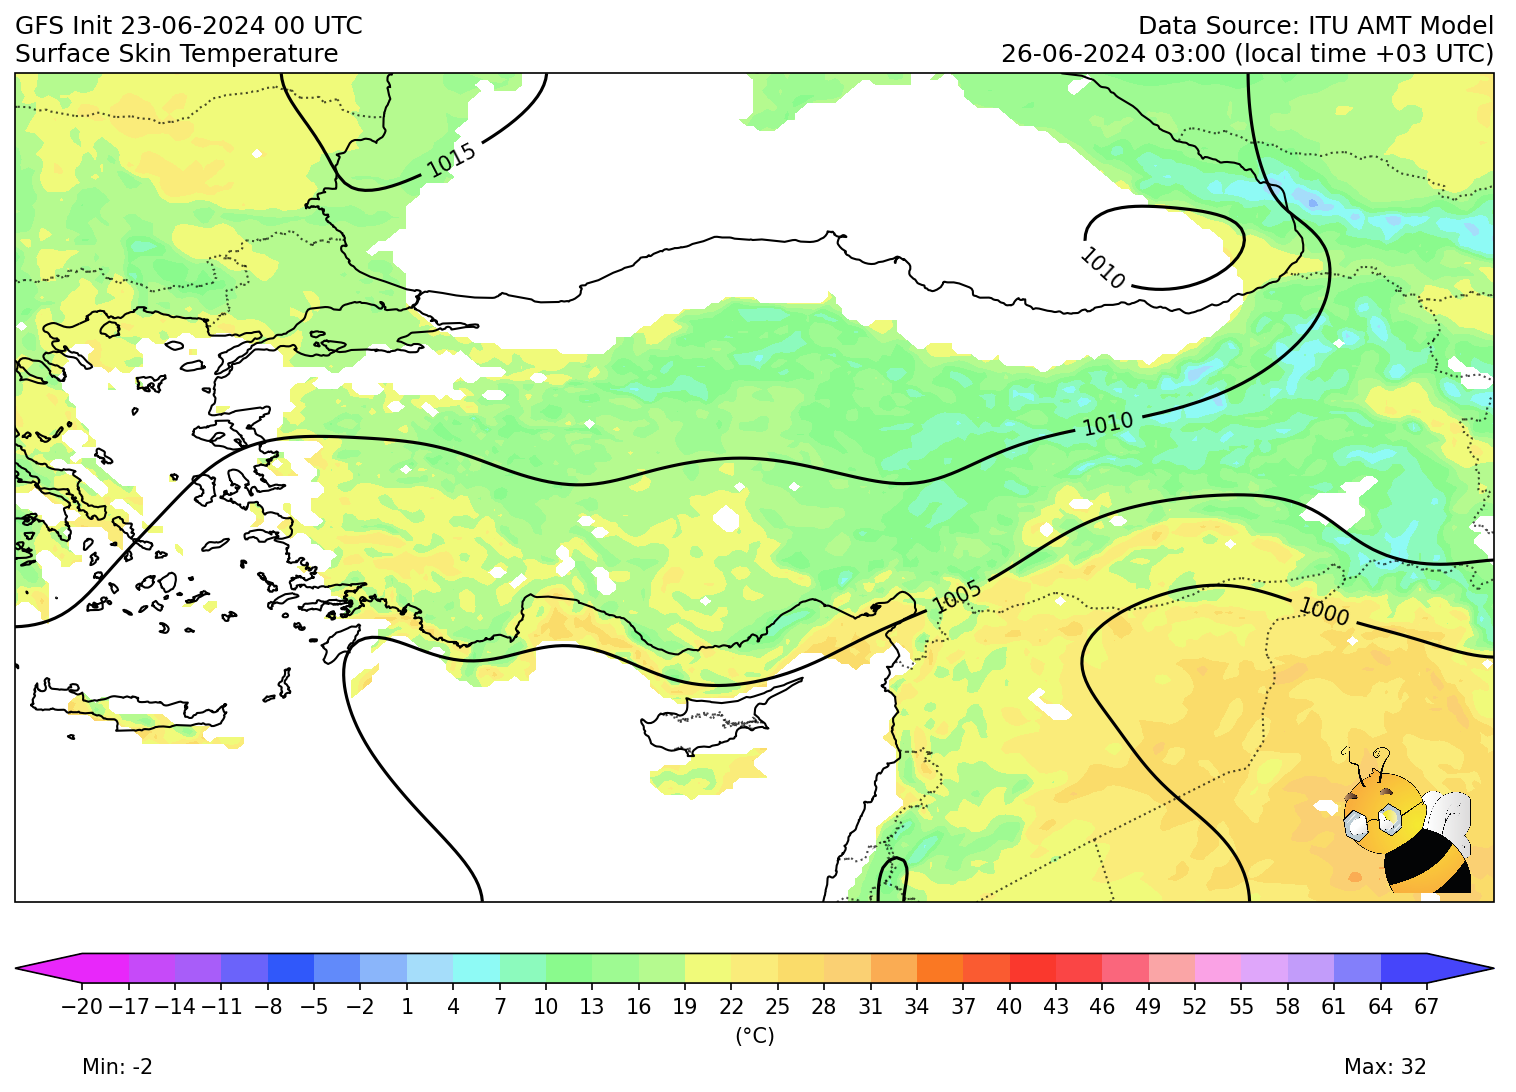 GFS Init 23-06-2024 00 UTC
Data Source: ITU AMT Model
Surface Skin Temperature
26-06-2024 03:00 (local time +03 UTC)
1015
1010
1010
1005
1000
−20 −17 −14 −11 −8 −5 −2 1 4 7 10 13 16 19 22 25 28 31 34 37 40 43 46 49 52 55 58 61 64 67
(°C)
Min: -2
Max: 32